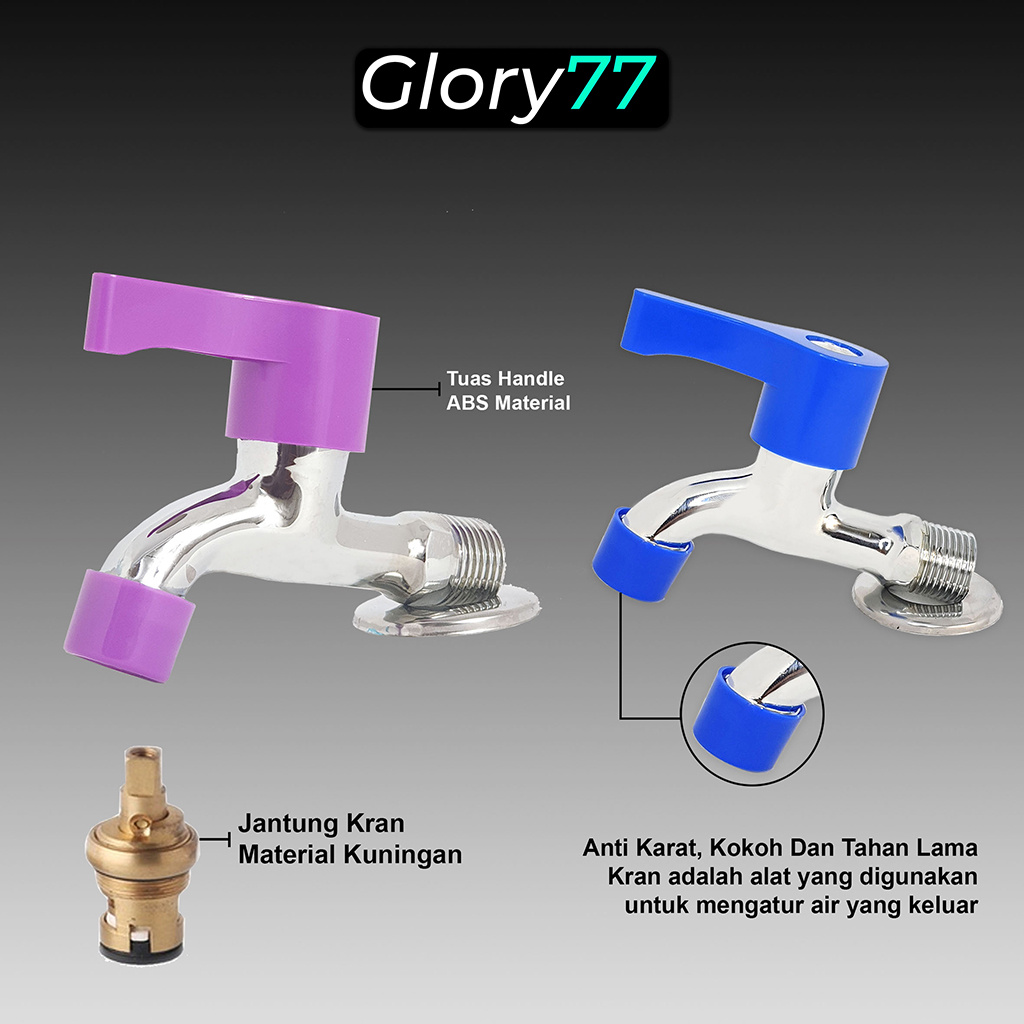 Glory77
Tuas Handle
ABS Material
Jantung Kran
Material Kuningan
Anti Karat, Kokoh Dan Tahan Lama
Kran adalah alat yang digunakan
untuk mengatur air yang keluar